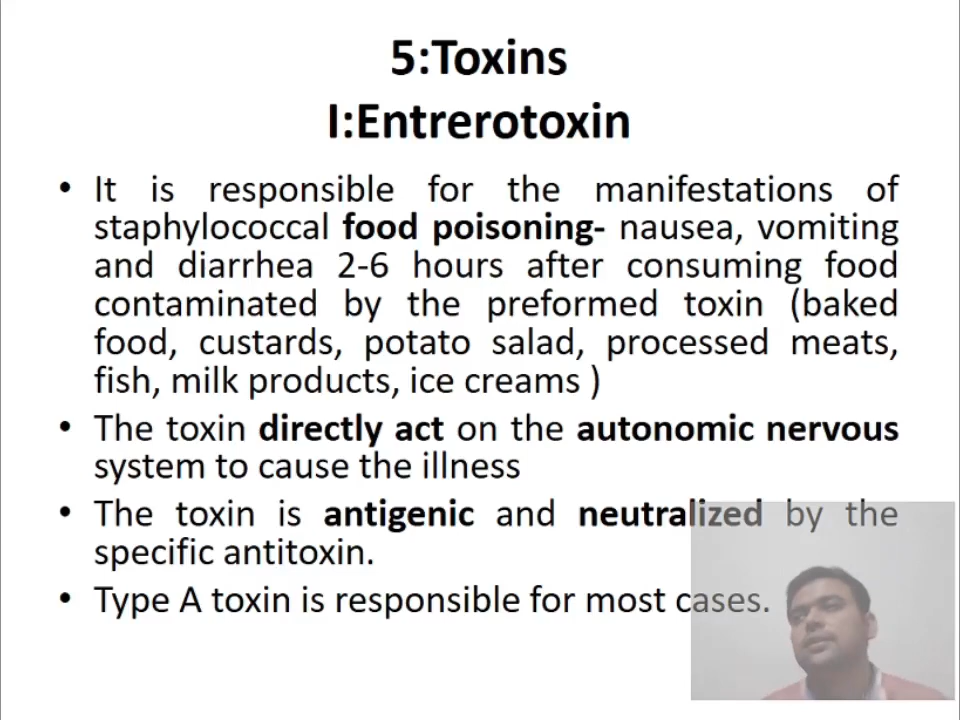 5:Toxins
I:Entrerotoxin
• It is responsible for the manifestations of
staphylococcal food poisoning- nausea, vomiting
and diarrhea 2-6 hours after consuming food
contaminated by the preformed toxin (baked
food, custards, potato salad, processed meats,
fish, milk products, ice creams )
• The toxin directly act on the autonomic nervous
system to cause the illness
• The toxin is antigenic and neutralized by the
specific antitoxin.
• Type A toxin is responsible for most cases.